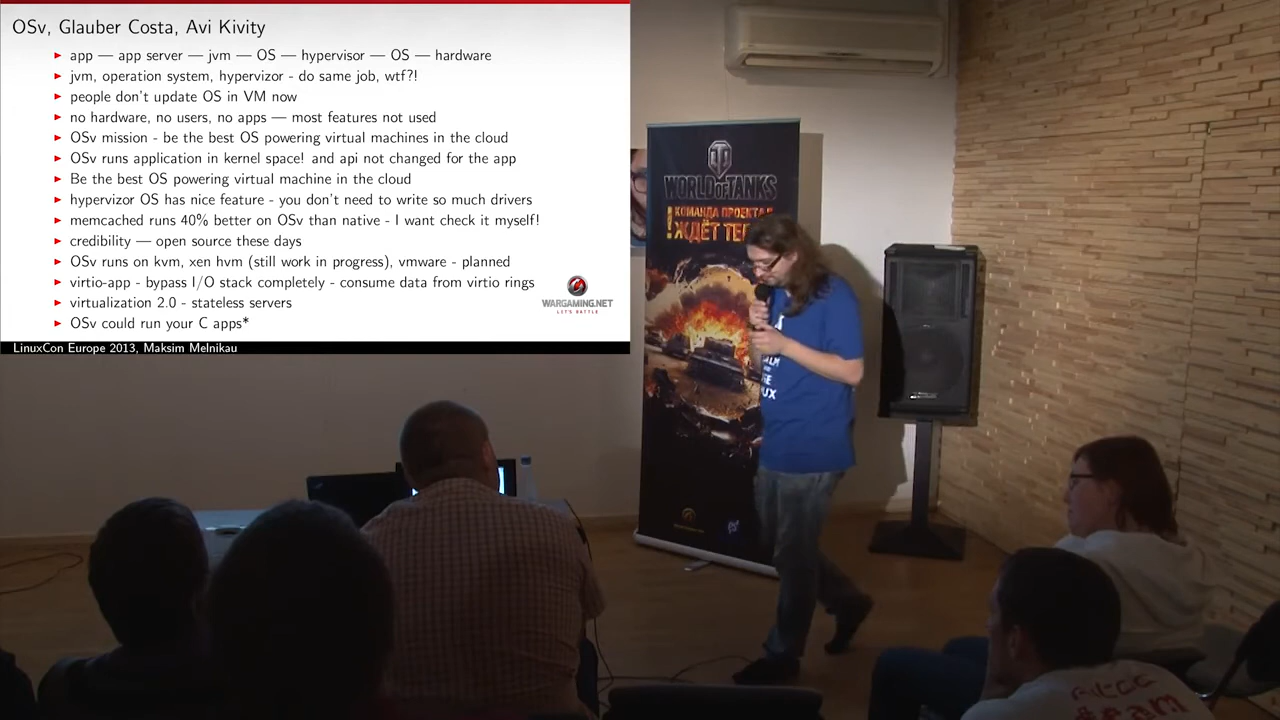 OSv, Glauber Costa, Avi Kivity
app — app server — jvm — OS — hypervisor — OS — hardware
jvm, operation system, hypervizor - do same job, wtf?!
people don't update OS in VM now
no hardware, no users, no apps — most features not used
OSv mission - be the best OS powering virtual machines in the cloud
OSv runs application in kernel space! and api not changed for the app
Be the best OS powering virtual machine in the cloud
hypervizor OS has nice feature - you don't need to write so much drivers
memcached runs 40% better on OSv than native - I want check it myself!
credibility — open source these days
OSv runs on kvm, xen hvm (still work in progress), vmware - planned
virtio-app - bypass I/O stack completely - consume data from virtio rings
virtualization 2.0 - stateless servers
OSv could run your C apps*
WARGAMING.NET
LET'S BATTLE
LinuxCon Europe 2013, Maksim Melnikau
WORLD OF TANKS
! КОМАНДА ПРОЕКТА
ЖДЁТ